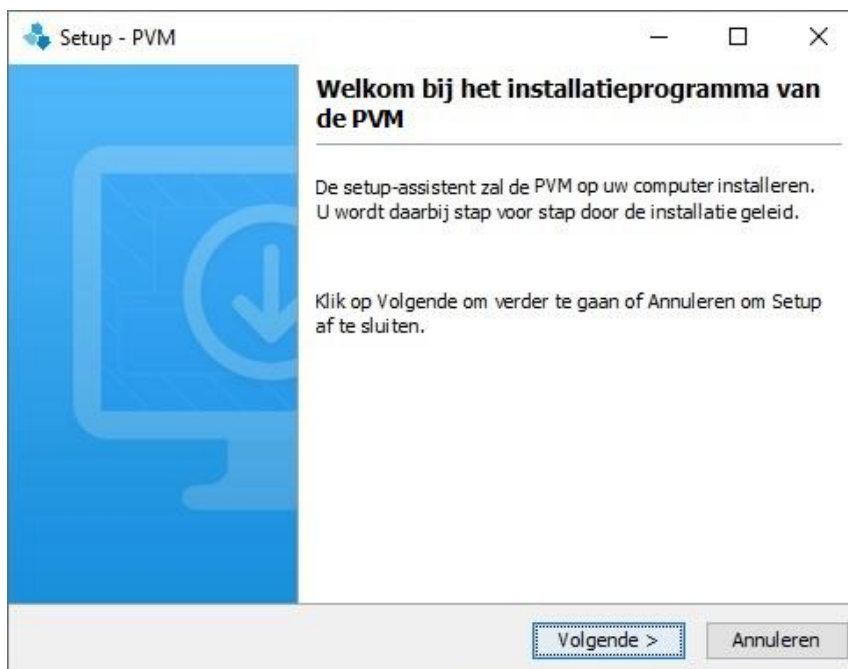 Setup - PVM
Welkom bij het installatieprogramma van
de PVM
De setup-assistent zal de PVM op uw computer installeren.
U wordt daarbij stap voor stap door de installatie geleid.
Klik op Volgende om verder te gaan of Annuleren om Setup
af te sluiten.
Volgende >
Annuleren